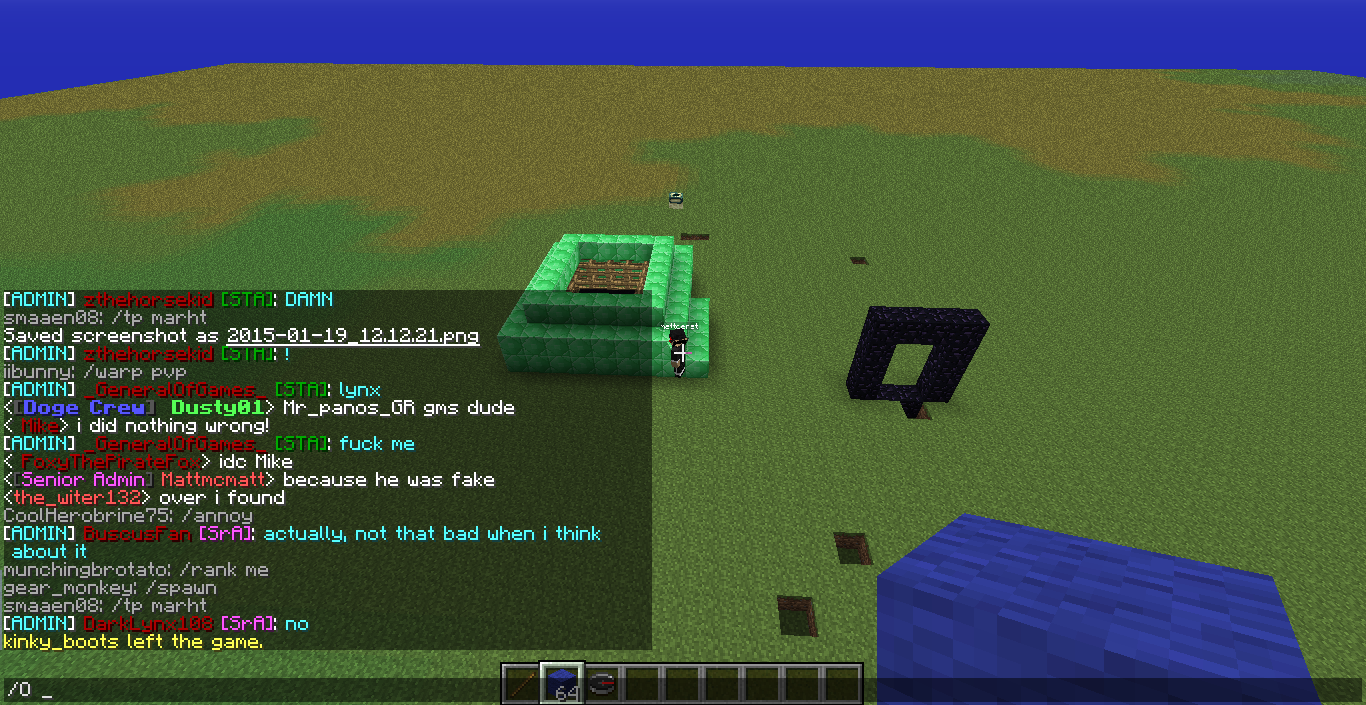 [ADMIN] zthehorsekid [STA]: DAMN
smaaen08: /tp marht
Saved screenshot as 2015-01-19_12.12.21.png
[ADMIN] zthehorsekid [STA]: !
iibunny: /warp pvp
[ADMIN] _GeneralOfGames_ [STA]: lynx
<[Doge Crew] Dusty01> Mr_panos_GR gms dude
< Mike> i did nothing wrong!
[ADMIN] _GeneralOfGames_ [STA]: fuck me
< FoxyThePirateFox> idc Mike
<[Senior Admin] Mattmcmatt> because he was fake
<the_witer132> over i found
CoolHerobrine75: /annoy
[ADMIN] BuscusFan [SrA]: actually, not that bad when i think
about it
munchingbrotato: /rank me
gear_monkey: /spawn
smaaen08: /tp marht
[ADMIN] DarkLynx108 [SrA]: no
kinky_boots left the game.
64
/O _